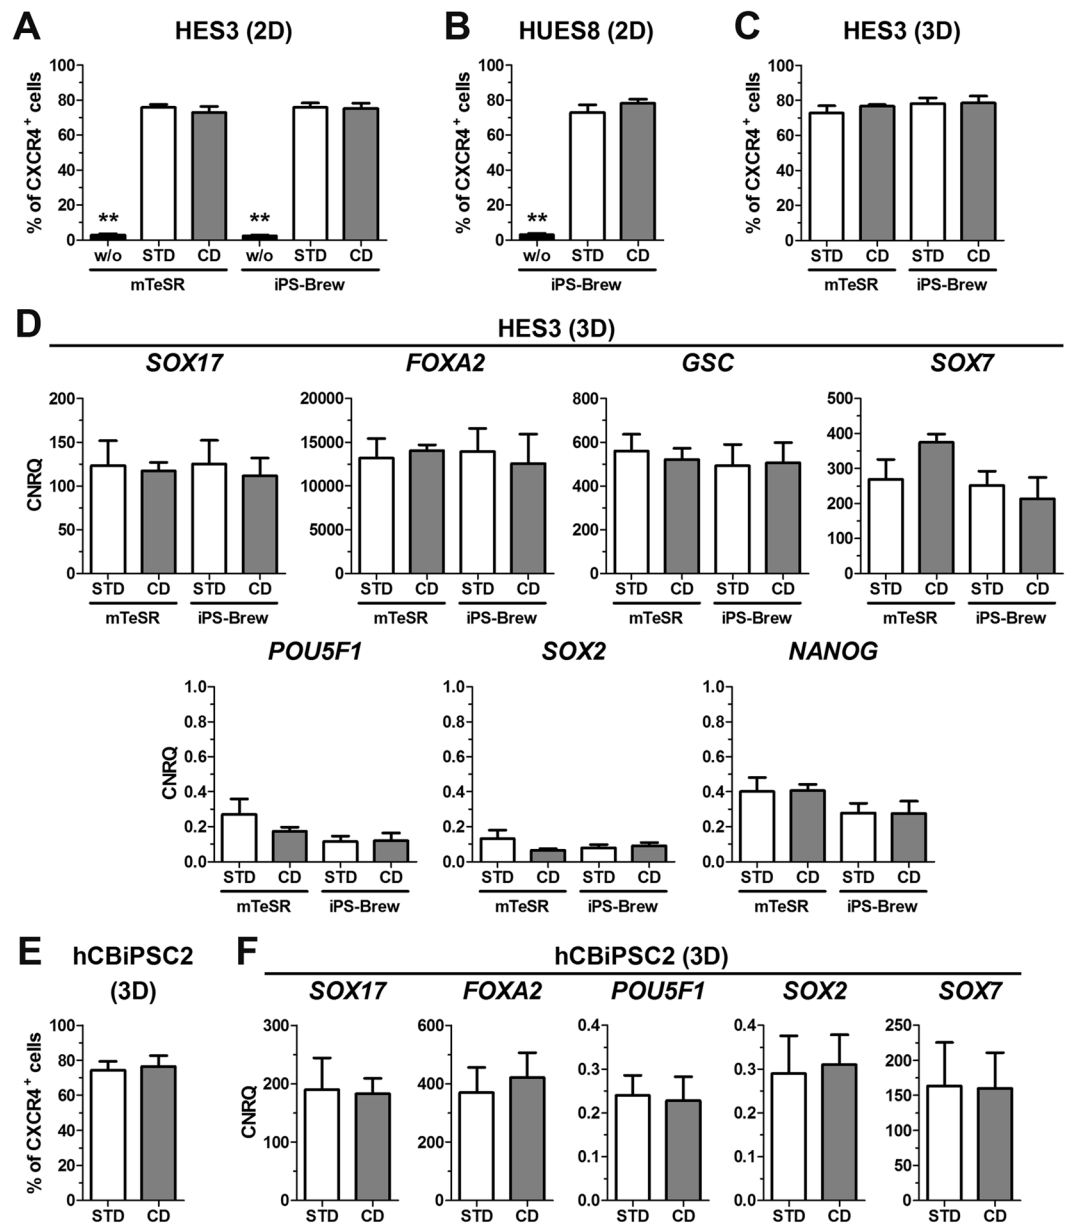 A HES3 (2D)
% of CXCR4+ cells
100
80
60
40
20
0
** **
w/o STD CD w/o STD CD
mTeSR iPS-Brew
B HUES8 (2D)
% of CXCR4+ cells
100
80
60
40
20
0
**
w/o STD CD
iPS-Brew
C HES3 (3D)
% of CXCR4+ cells
100
80
60
40
20
0
STD CD STD CD
mTeSR iPS-Brew
D HES3 (3D)
SOX17
CNRQ
200
150
100
50
0
STD CD STD CD
mTeSR iPS-Brew
FOXA2
20000
15000
10000
5000
0
STD CD STD CD
mTeSR iPS-Brew
GSC
800
600
400
200
0
STD CD STD CD
mTeSR iPS-Brew
SOX7
500
400
300
200
100
0
STD CD STD CD
mTeSR iPS-Brew
POU5F1
CNRQ
1.0
0.8
0.6
0.4
0.2
0.0
STD CD STD CD
mTeSR iPS-Brew
SOX2
1.0
0.8
0.6
0.4
0.2
0.0
STD CD STD CD
mTeSR iPS-Brew
NANOG
1.0
0.8
0.6
0.4
0.2
0.0
STD CD STD CD
mTeSR iPS-Brew
E hCBiPSC2
(3D)
% of CXCR4+ cells
100
80
60
40
20
0
STD CD
F hCBiPSC2 (3D)
SOX17
CNRQ
300
200
100
0
STD CD
FOXA2
600
400
200
0
STD CD
POU5F1
0.4
0.3
0.2
0.1
0.0
STD CD
SOX2
0.4
0.3
0.2
0.1
0.0
STD CD
SOX7
250
200
150
100
50
0
STD CD